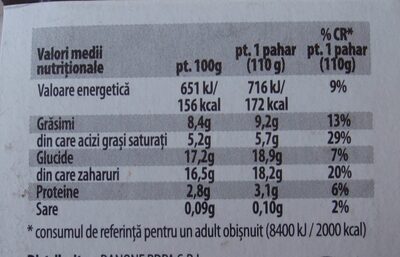 Valori medii nutriționale pt. 100g pt. 1 pahar (110 g) % CR* pt. 1 pahar (110g)
Valoare energetică 651 kJ/ 156 kcal 716 kJ/ 172 kcal 9%
Grăsimi 8,4g 9,2g 13%
din care acizi grași saturați 5,2g 5,7g 29%
Glucide 17,2g 18,9g 7%
din care zaharuri 16,5g 18,2g 20%
Proteine 2,8g 3,1g 6%
Sare 0,09g 0,10g 2%
* consumul de referință pentru un adult obișnuit (8400 kJ / 2000 kcal)